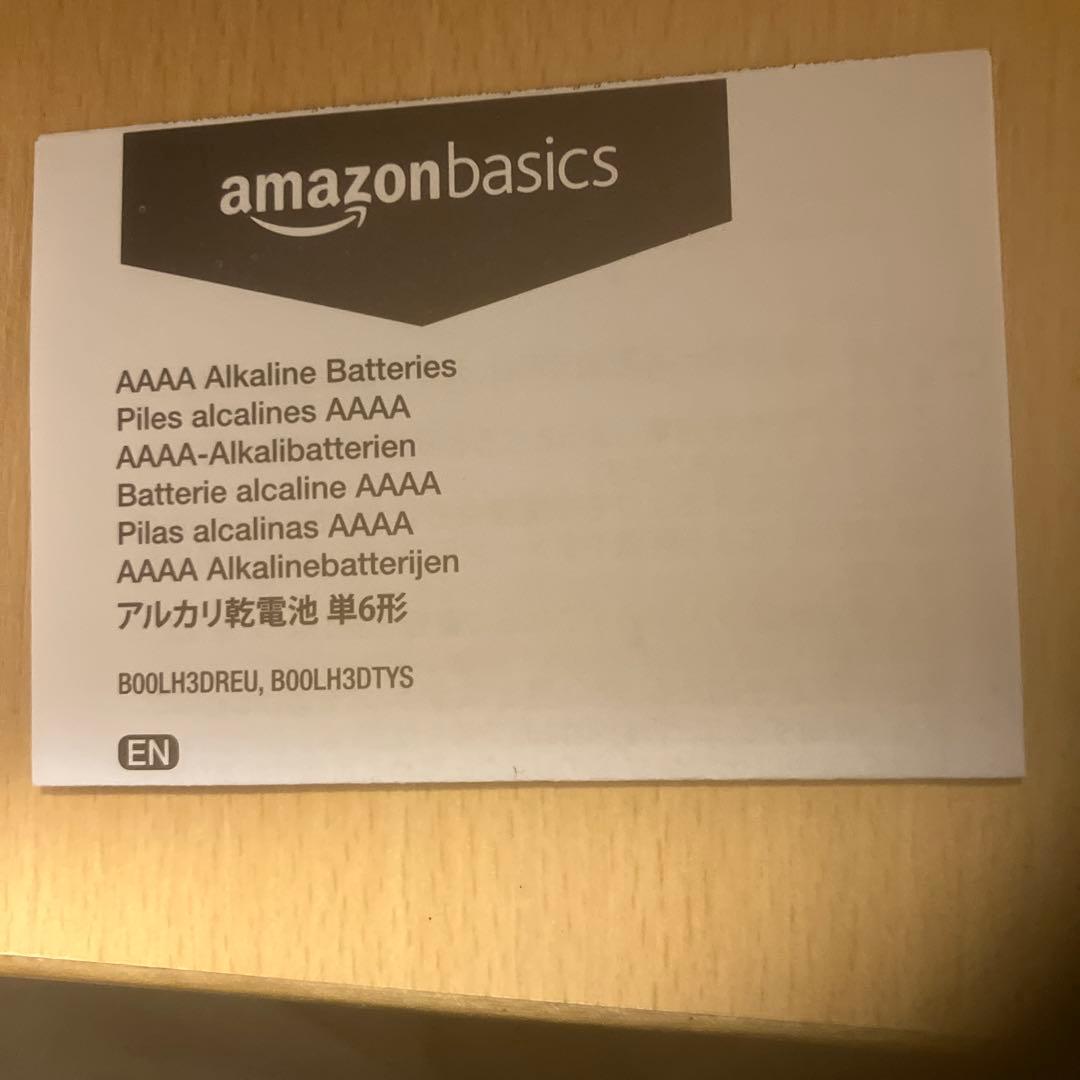 amazonbasics
AAAA Alkaline Batteries
Piles alcalines AAAA
AAAA-Alkalibatterien
Batterie alcaline AAAA
Pilas alcalinas AAAA
AAAA Alkalinebatterijen
アルカリ乾電池 単6形
B00LH3DREU, B00LH3DTYS
EN